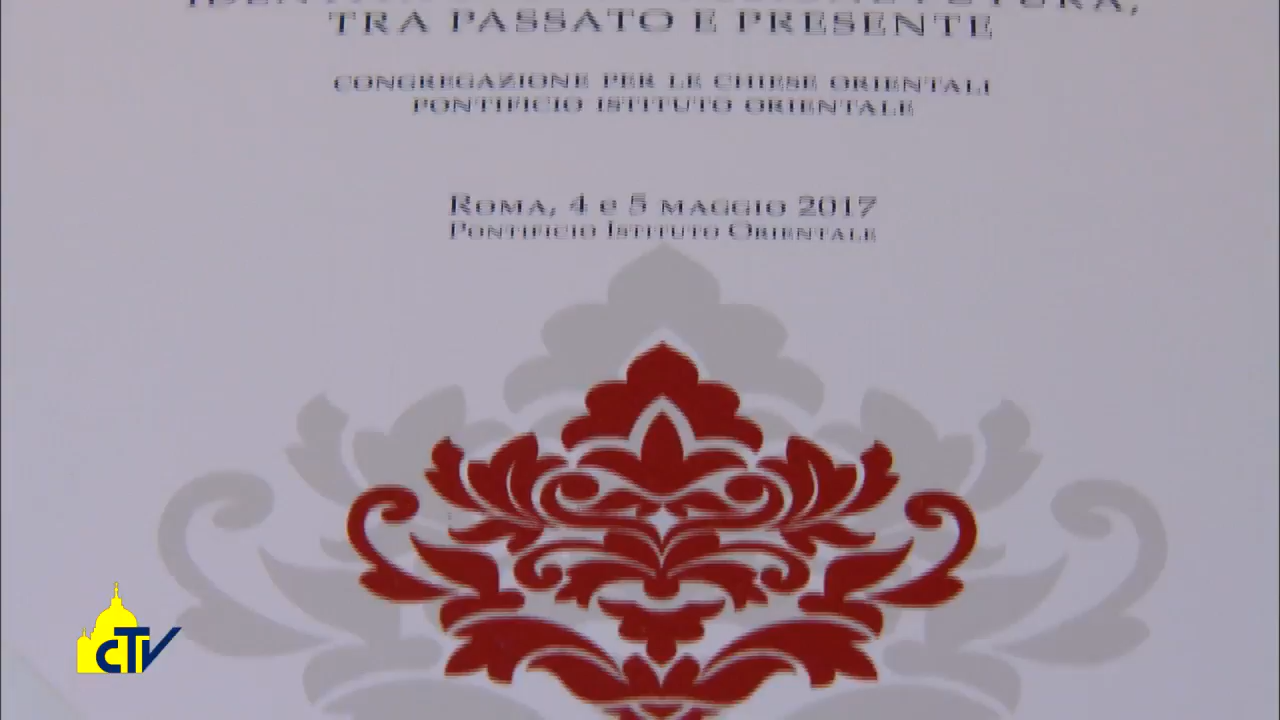 TRA PASSATO E PRESENTE
CONGREGAZIONE PER LE CHIESE ORIENTALI
PONTIFICIO ISTITUTO ORIENTALE
ROMA, 4 e 5 MAGGIO 2017
PONTIFICIO ISTITUTO ORIENTALE
CTV